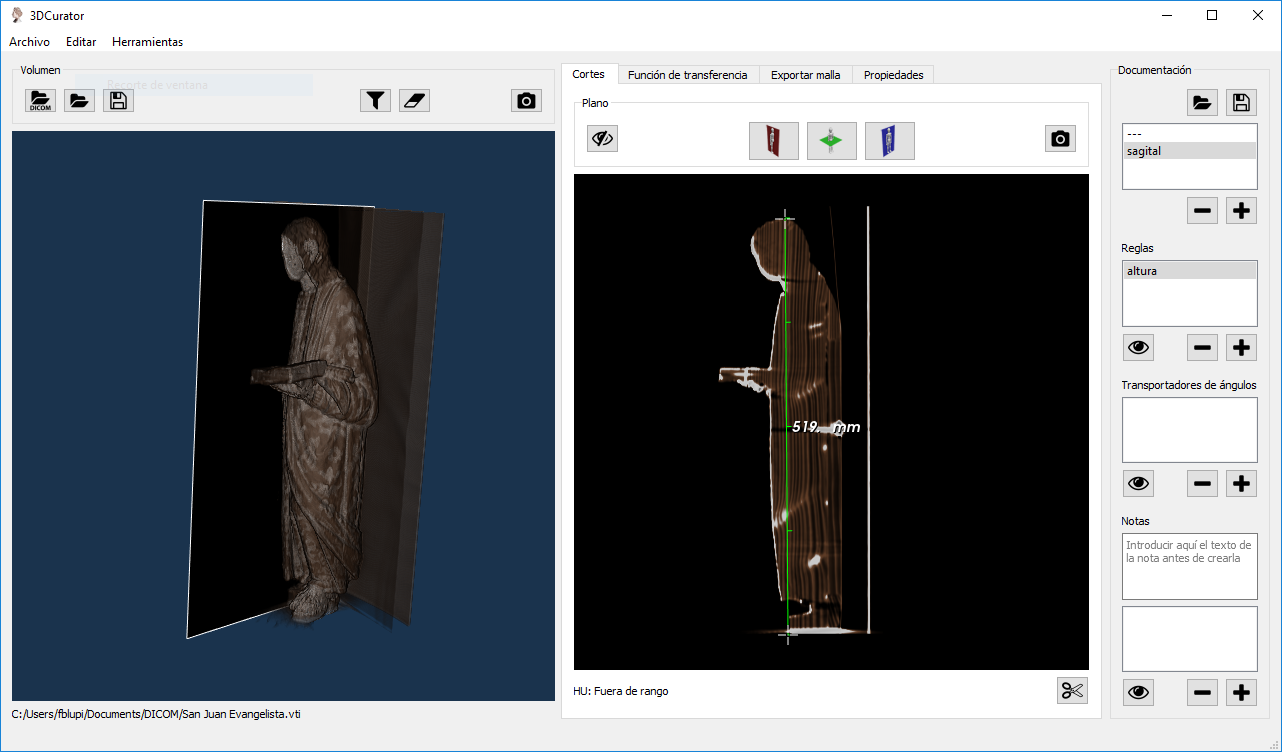 3DCurator
Archivo Editar Herramientas
Volumen
Recorte de ventana
DICOM
Cortes Función de transferencia Exportar malla Propiedades
Plano
519. mm
HU: Fuera de rango
C:/Users/fblupi/Documents/DICOM/San Juan Evangelista.vti
Documentación
---
sagital
Reglas
altura
Transportadores de ángulos
Notas
Introducir aquí el texto de
la nota antes de crearla